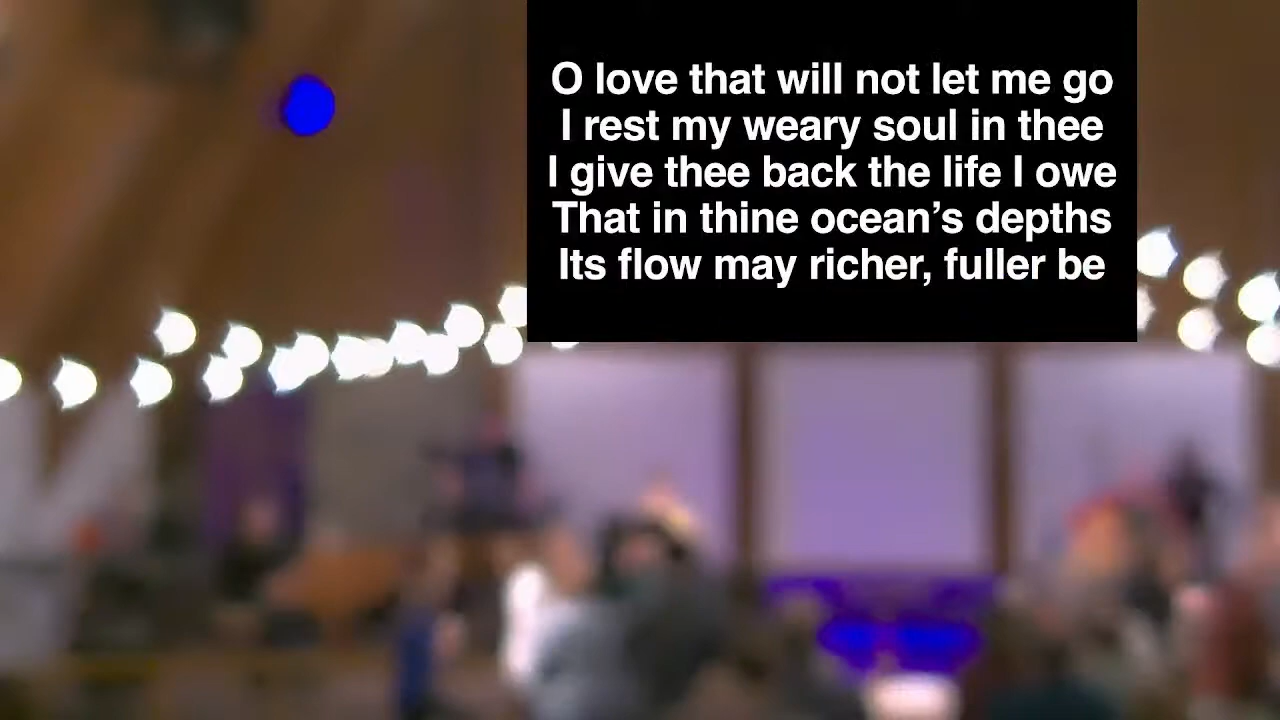 O love that will not let me go
I rest my weary soul in thee
I give thee back the life I owe
That in thine ocean’s depths
Its flow may richer, fuller be